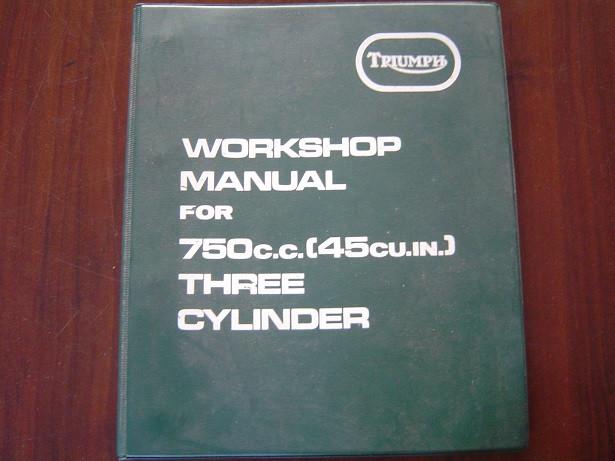 TRIUMPH
WORKSHOP
MANUAL
FOR
750C.C.(45CU.IN.)
THREE
CYLINDER